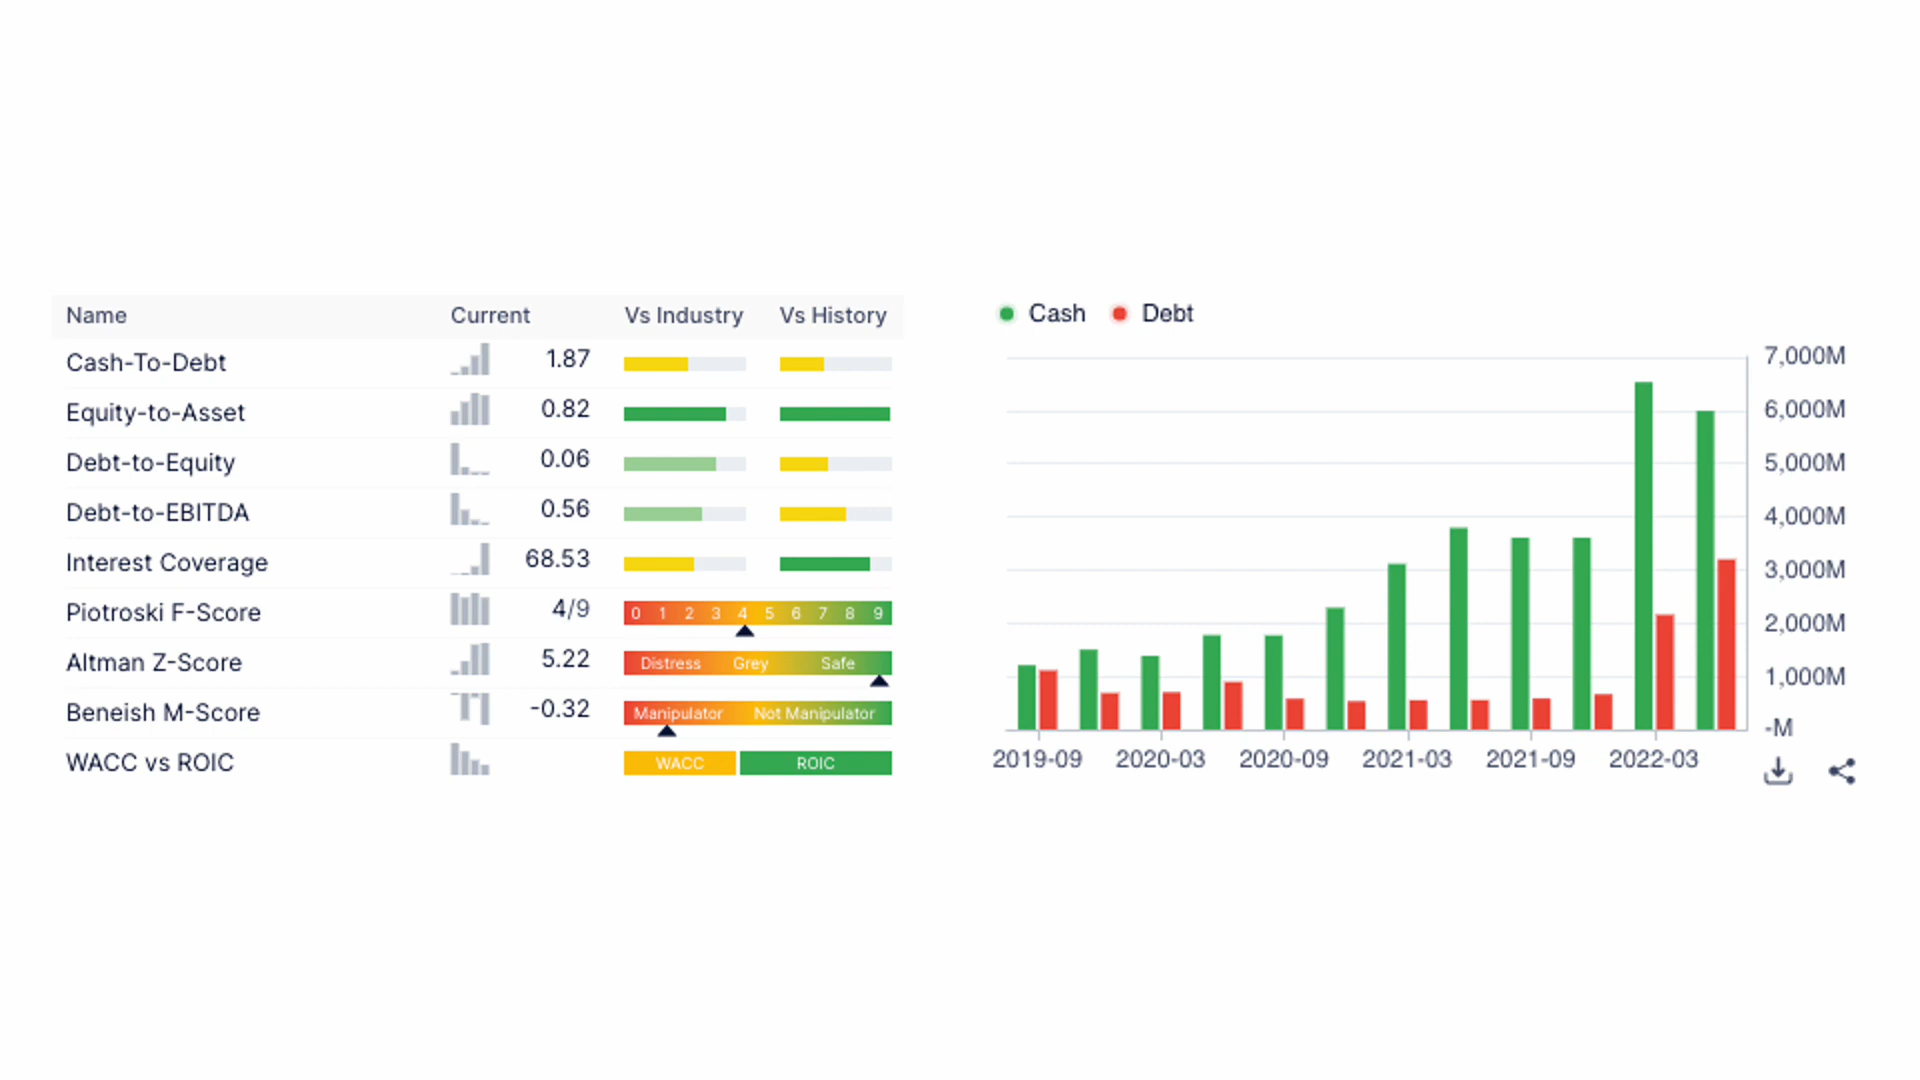 Name Current Vs Industry Vs History
Cash-To-Debt 1.87
Equity-to-Asset 0.82
Debt-to-Equity 0.06
Debt-to-EBITDA 0.56
Interest Coverage 68.53
Piotroski F-Score 4/9 0 1 2 3 4 5 6 7 8 9
Altman Z-Score 5.22 Distress Grey Safe
Beneish M-Score -0.32 Manipulator Not Manipulator
WACC vs ROIC WACC ROIC
Cash Debt
7,000M
6,000M
5,000M
4,000M
3,000M
2,000M
1,000M
-M
2019-09 2020-03 2020-09 2021-03 2021-09 2022-03